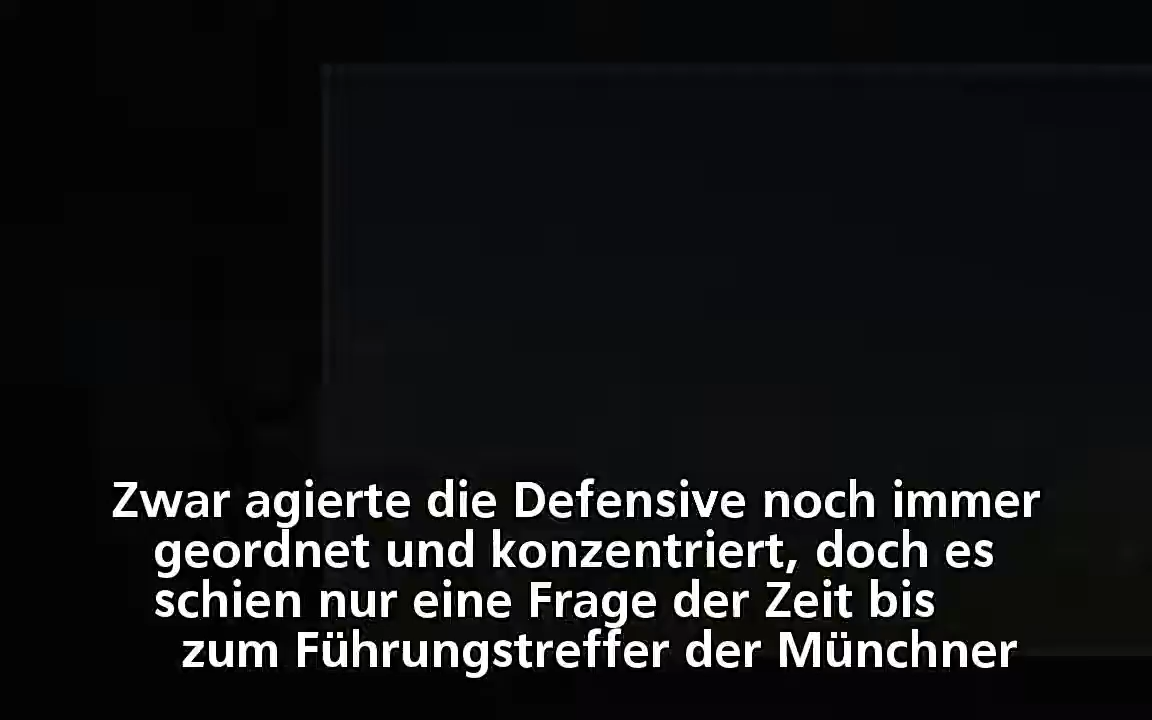 Zwar agierte die Defensive noch immer
geordnet und konzentriert, doch es
schien nur eine Frage der Zeit bis
zum Führungstreffer der Münchner